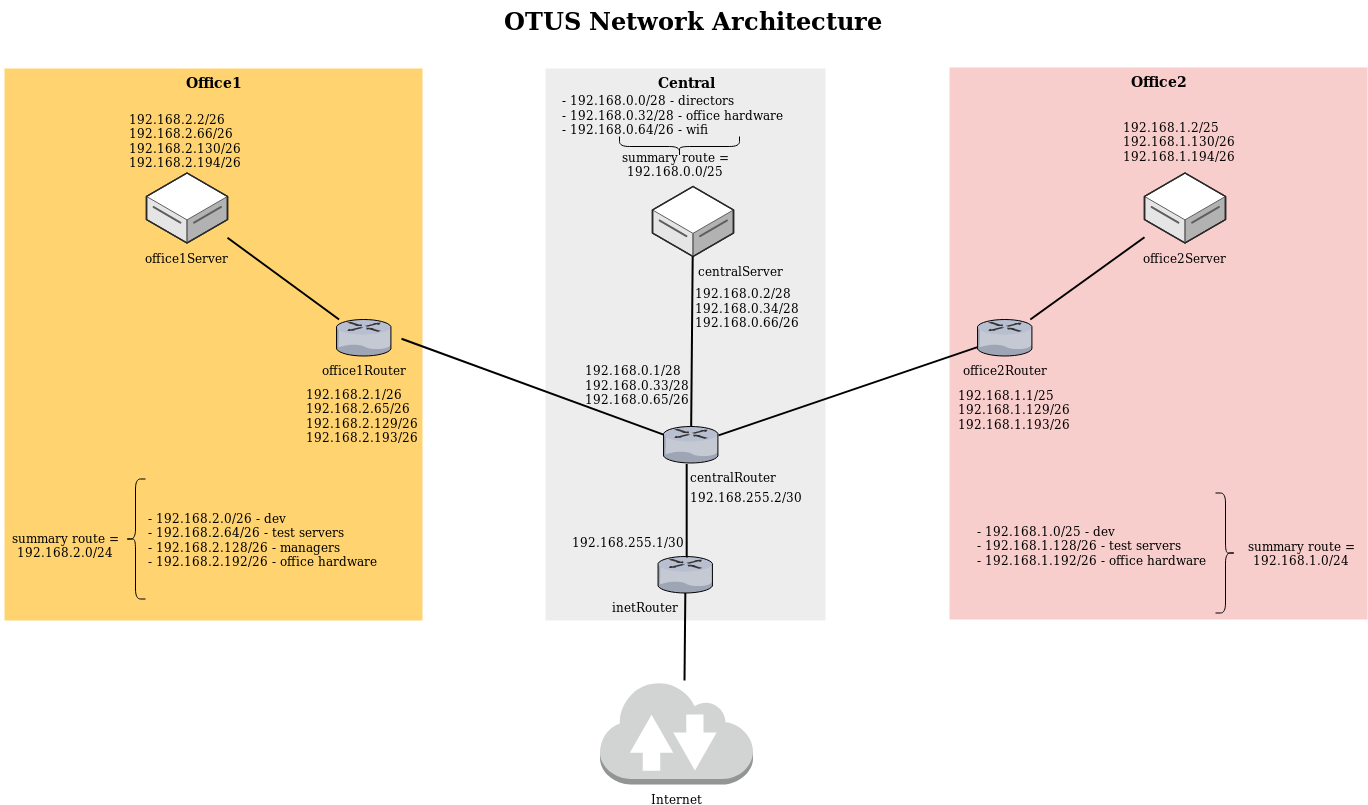 OTUS Network Architecture
Office1
192.168.2.2/26
192.168.2.66/26
192.168.2.130/26
192.168.2.194/26
office1Server
office1Router
192.168.2.1/26
192.168.2.65/26
192.168.2.129/26
192.168.2.193/26
summary route =
192.168.2.0/24
- 192.168.2.0/26 - dev
- 192.168.2.64/26 - test servers
- 192.168.2.128/26 - managers
- 192.168.2.192/26 - office hardware
Central
- 192.168.0.0/28 - directors
- 192.168.0.32/28 - office hardware
- 192.168.0.64/26 - wifi
summary route =
192.168.0.0/25
centralServer
192.168.0.2/28
192.168.0.34/28
192.168.0.66/26
192.168.0.1/28
192.168.0.33/28
192.168.0.65/26
centralRouter
192.168.255.2/30
192.168.255.1/30
inetRouter
Internet
Office2
192.168.1.2/25
192.168.1.130/26
192.168.1.194/26
office2Server
office2Router
192.168.1.1/25
192.168.1.129/26
192.168.1.193/26
- 192.168.1.0/25 - dev
- 192.168.1.128/26 - test servers
- 192.168.1.192/26 - office hardware
summary route =
192.168.1.0/24